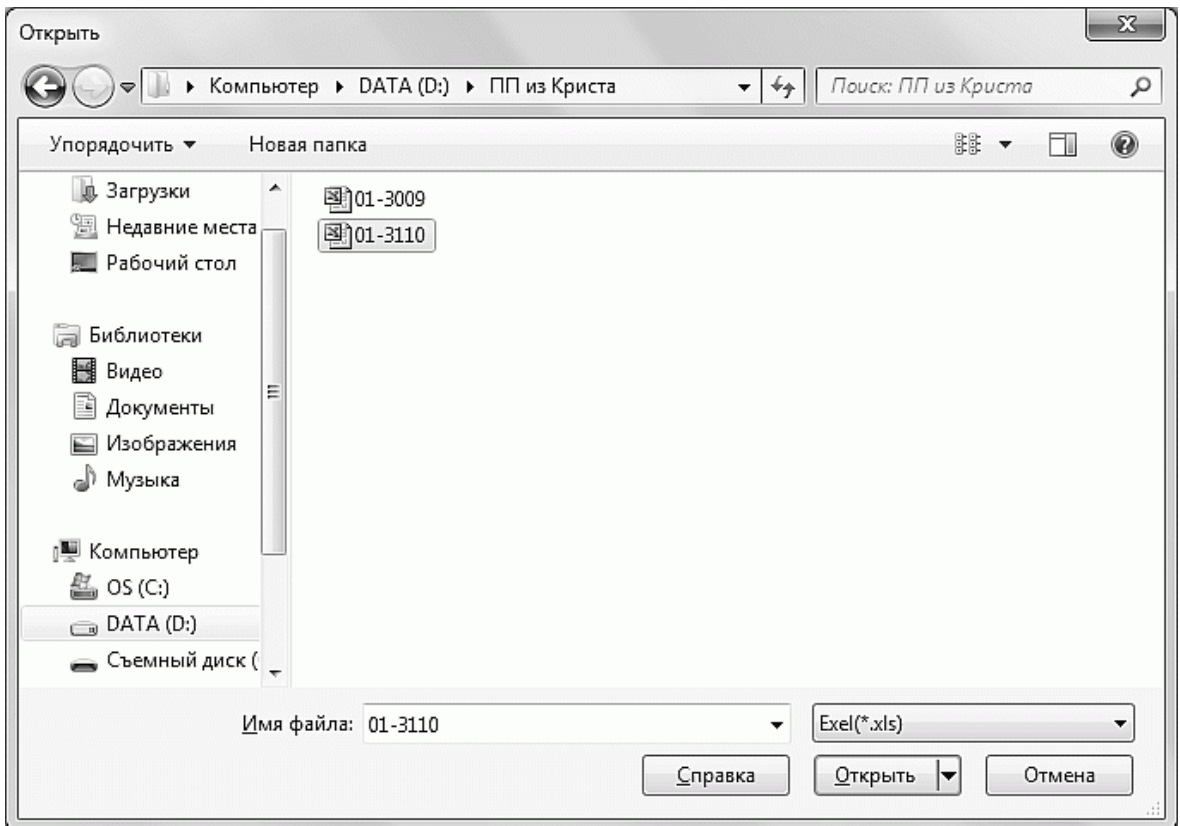 Открыть
Компьютер ▸ DATA (D:) ▸ ПП из Криста
Поиск: ПП из Криста
Упорядочить
Новая папка
Загрузки
Недавние места
Рабочий стол
Библиотеки
Видео
Документы
Изображения
Музыка
Компьютер
OS (C:)
DATA (D:)
Съемный диск (
01-3009
01-3110
Имя файла: 01-3110
Exel(*.xls)
Справка
Открыть
Отмена